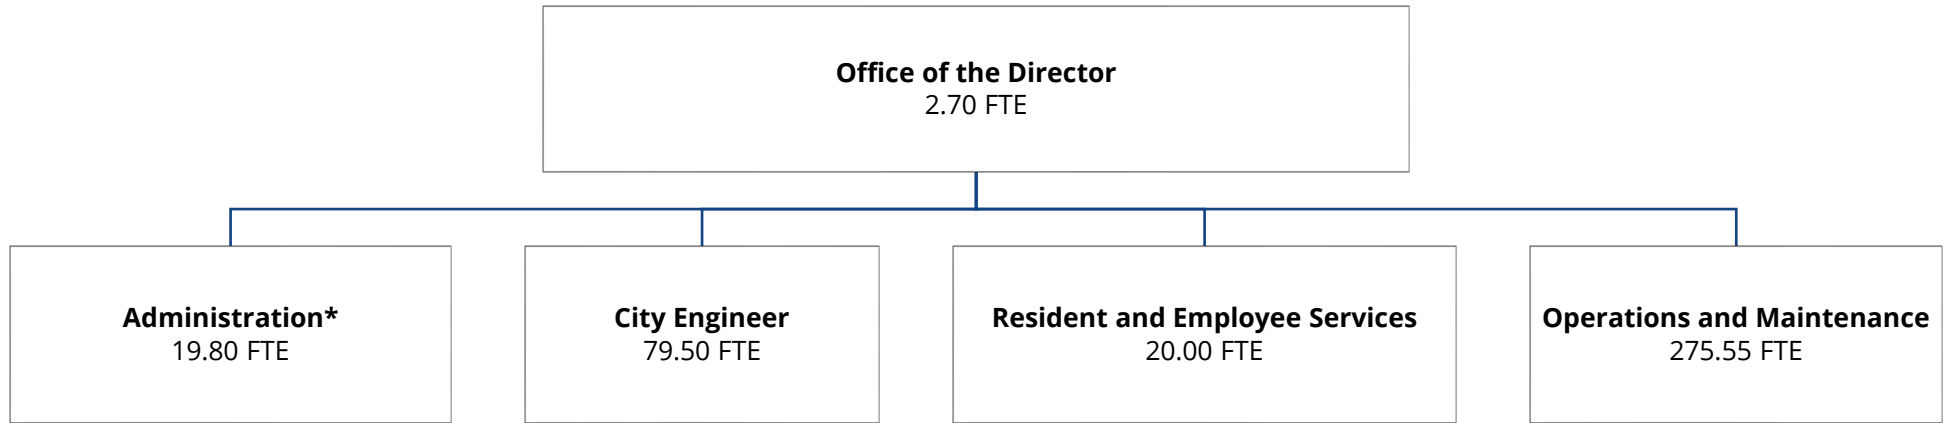 Office of the Director
2.70 FTE
Administration*
19.80 FTE
City Engineer
79.50 FTE
Resident and Employee Services
20.00 FTE
Operations and Maintenance
275.55 FTE